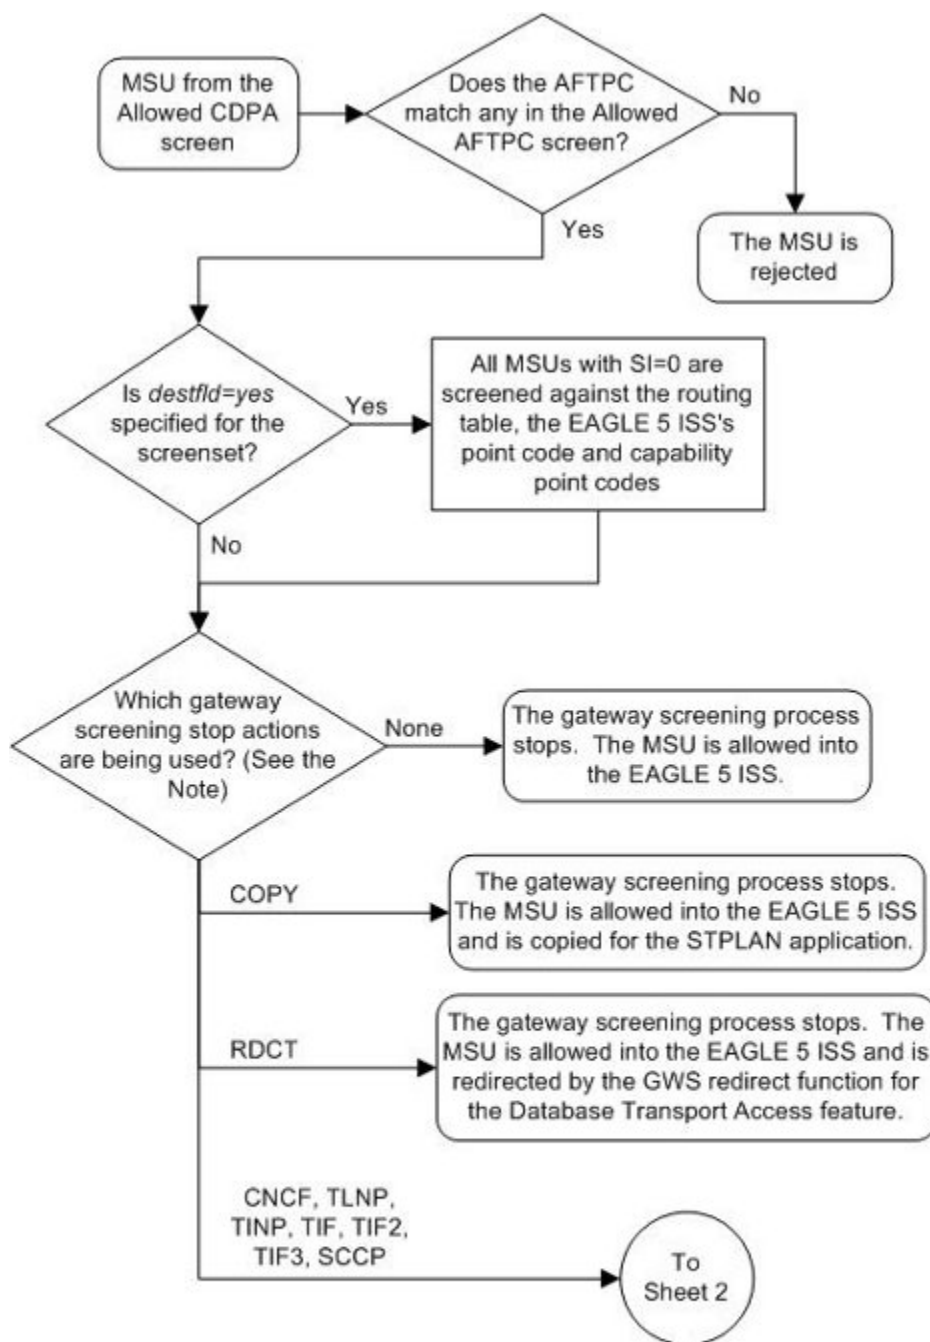 MSU from the
Allowed CDPA
screen
Does the AFTPC
match any in the Allowed
AFTPC screen?
No
The MSU is
rejected
Yes
Is destfld=yes
specified for the
screenset?
Yes
All MSUs with SI=0 are
screened against the routing
table, the EAGLE 5 ISS's
point code and capability
point codes
No
Which gateway
screening stop actions
are being used? (See the
Note)
None
The gateway screening process
stops.  The MSU is allowed into
the EAGLE 5 ISS.
COPY
The gateway screening process stops.
The MSU is allowed into the EAGLE 5 ISS
and is copied for the STPLAN application.
RDCT
The gateway screening process stops.  The
MSU is allowed into the EAGLE 5 ISS and is
redirected by the GWS redirect function for
the Database Transport Access feature.
CNCF, TLNP,
TINP, TIF, TIF2,
TIF3, SCCP
To
Sheet 2